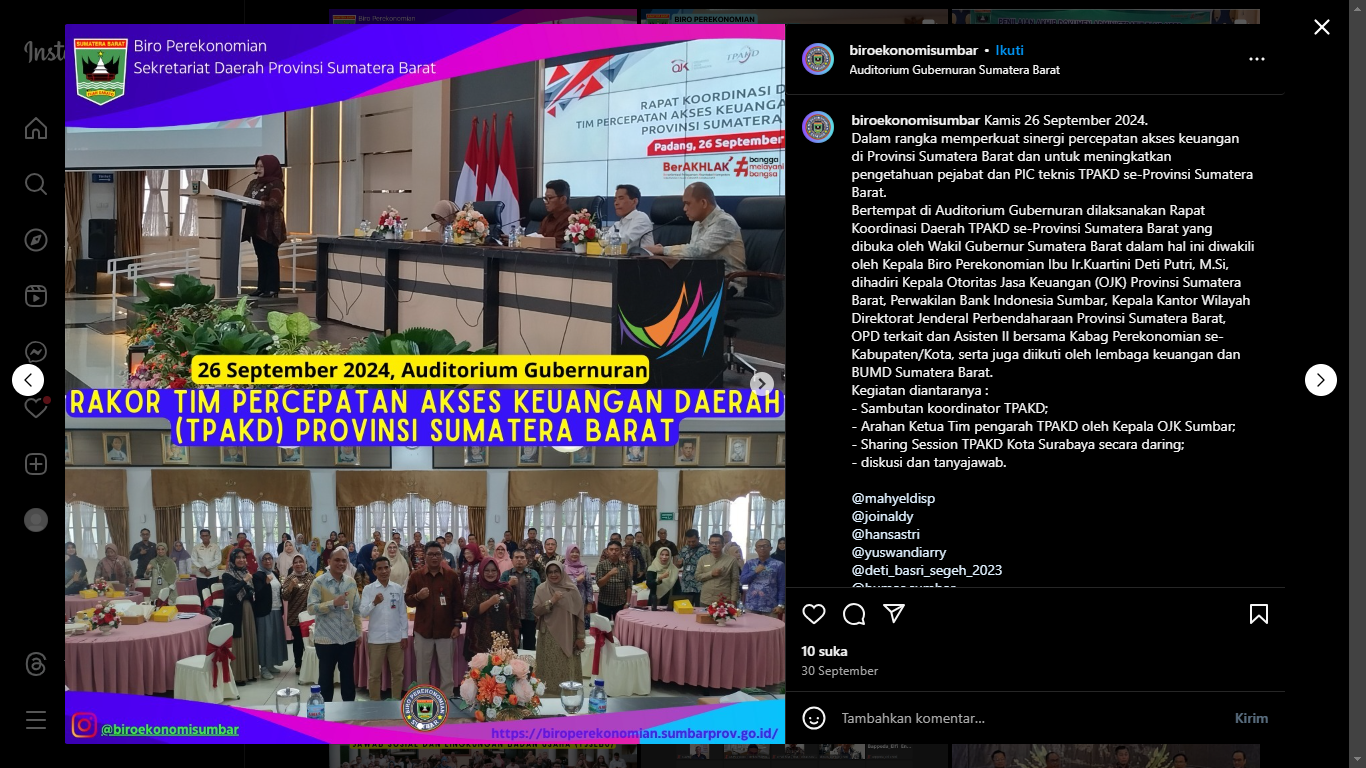 Biro Perekonomian
BIRO PEREKONOMIAN
SUMATERA BARAT
Biro Perekonomian
Sekretariat Daerah Provinsi Sumatera Barat
ojk
TPAKD
RAPAT KOORDINASI D
TIM PERCEPATAN AKSES KEUANGA
PROVINSI SUMATERA
Padang, 26 September
BerAKHLAK
#bangga
melayani
bangsa
26 September 2024, Auditorium Gubernuran
RAKOR TIM PERCEPATAN AKSES KEUANGAN DAERAH
(TPAKD) PROVINSI SUMATERA BARAT
BIRO PEREKONOMIAN
SUMBAR
@biroekonomisumbar
https://biroperekonomian.sumbarprov.go.id/
biroekonomisumbar • Ikuti
Auditorium Gubernuran Sumatera Barat
biroekonomisumbar Kamis 26 September 2024.
Dalam rangka memperkuat sinergi percepatan akses keuangan
di Provinsi Sumatera Barat dan untuk meningkatkan
pengetahuan pejabat dan PIC teknis TPAKD se-Provinsi Sumatera
Barat.
Bertempat di Auditorium Gubernuran dilaksanakan Rapat
Koordinasi Daerah TPAKD se-Provinsi Sumatera Barat yang
dibuka oleh Wakil Gubernur Sumatera Barat dalam hal ini diwakili
oleh Kepala Biro Perekonomian Ibu Ir.Kuartini Deti Putri, M.Si,
dihadiri Kepala Otoritas Jasa Keuangan (OJK) Provinsi Sumatera
Barat, Perwakilan Bank Indonesia Sumbar, Kepala Kantor Wilayah
Direktorat Jenderal Perbendaharaan Provinsi Sumatera Barat,
OPD terkait dan Asisten II bersama Kabag Perekonomian se-
Kabupaten/Kota, serta juga diikuti oleh lembaga keuangan dan
BUMD Sumatera Barat.
Kegiatan diantaranya :
- Sambutan koordinator TPAKD;
- Arahan Ketua Tim pengarah TPAKD oleh Kepala OJK Sumbar;
- Sharing Session TPAKD Kota Surabaya secara daring;
- diskusi dan tanyajawab.
@mahyeldisp
@joinaldy
@hansastri
@yuswandiarry
@deti_basri_segeh_2023
10 suka
30 September
Tambahkan komentar...
Kirim